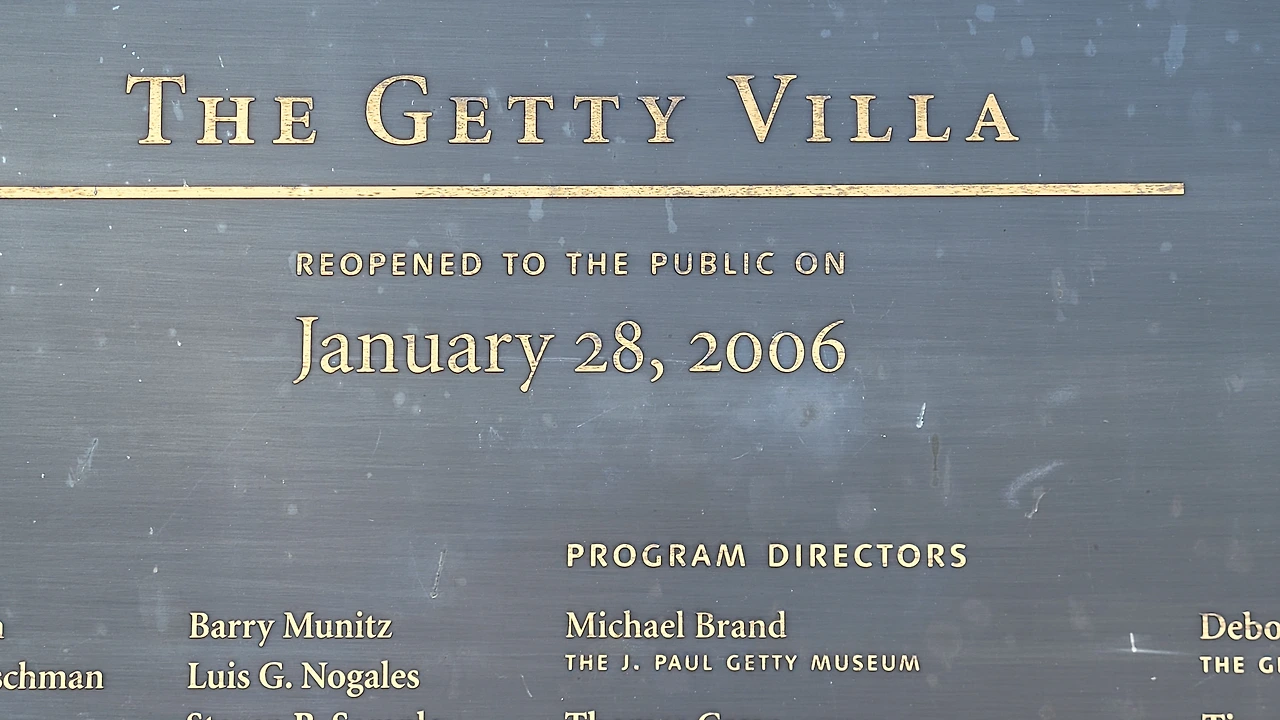 THE GETTY VILLA
REOPENED TO THE PUBLIC ON
January 28, 2006
PROGRAM DIRECTORS
Barry Munitz
Michael Brand
Luis G. Nogales
THE J. PAUL GETTY MUSEUM
THE